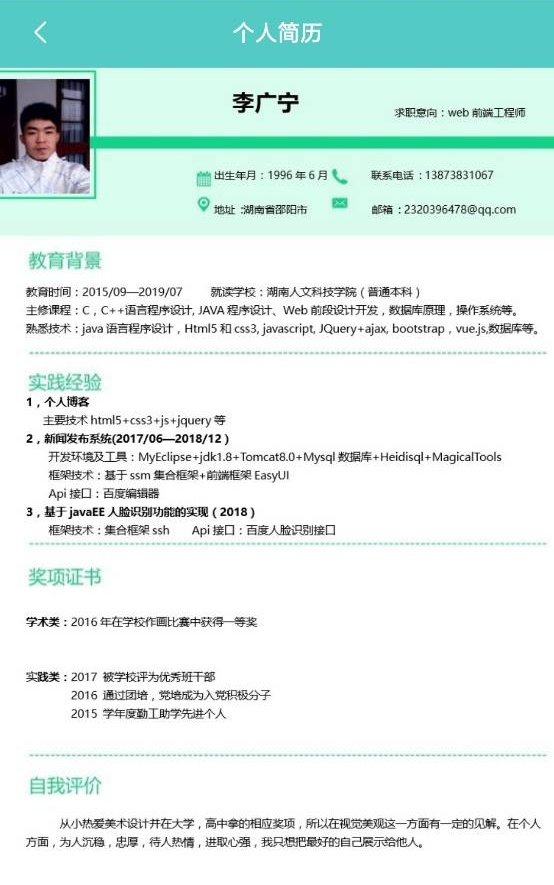 个人简历
李广宁
求职意向：web 前端工程师
出生年月：1996 年 6 月 联系电话：13873831067
地址：湖南省邵阳市 邮箱：2320396478@qq.com
教育背景
教育时间：2015/09—2019/07 就读学校：湖南人文科技学院（普通本科）
主修课程：C，C++语言程序设计, JAVA 程序设计、Web 前段设计开发，数据库原理，操作系统等。
熟悉技术：java 语言程序设计，Html5 和 css3, javascript, JQuery+ajax, bootstrap，vue.js,数据库等。
实践经验
1，个人博客
主要技术 html5+css3+js+jquery 等
2，新闻发布系统(2017/06—2018/12）
开发环境及工具：MyEclipse+jdk1.8+Tomcat8.0+Mysql 数据库+Heidisql+MagicalTools
框架技术：基于 ssm 集合框架+前端框架 EasyUI
Api 接口：百度编辑器
3，基于 javaEE 人脸识别功能的实现（2018）
框架技术：集合框架 ssh Api 接口：百度人脸识别接口
奖项证书
学术类：2016 年在学校作画比赛中获得一等奖
实践类：2017 被学校评为优秀班干部
2016 通过团培，党培成为入党积极分子
2015 学年度勤工助学先进个人
自我评价
从小热爱美术设计并在大学，高中拿的相应奖项，所以在视觉美观这一方面有一定的见解。在个人
方面，为人沉稳，忠厚，待人热情，进取心强，我只想把最好的自己展示给他人。